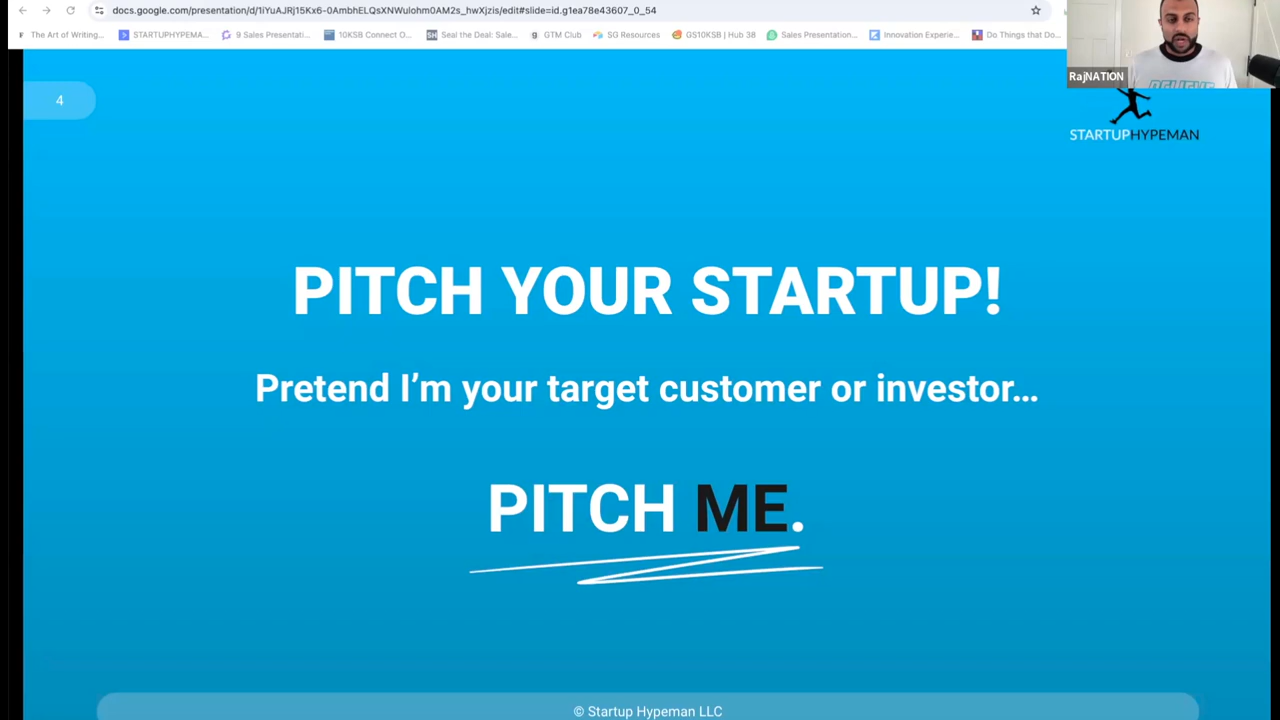 docs.google.com/presentation/d/1iYuAJRj15Kx6-0AmbhELQsXNWulohm0AM2s_hwXjzis/edit#slide=id.g1ea78e43607_0_54
The Art of Writing... STARTUPHYPEMA... 9 Sales Presentati... 10KSB Connect O... Seal the Deal: Sale... GTM Club SG Resources GS10KSB | Hub 38 Sales Presentation... Innovation Experie... Do Things that Do...
BELIEVE
RajNATION
4
STARTUPHYPEMAN
PITCH YOUR STARTUP!
Pretend I’m your target customer or investor…
PITCH ME.
© Startup Hypeman LLC